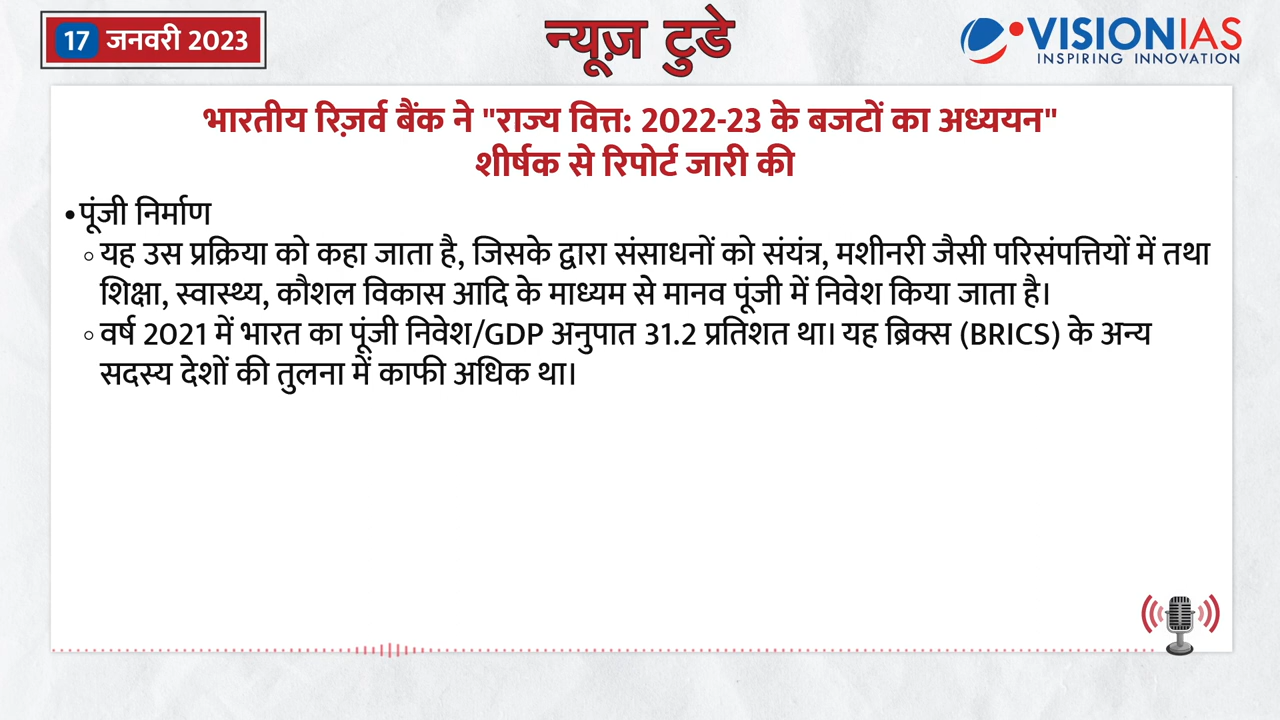 17 जनवरी 2023
न्यूज़ टुडे
VISIONIAS
INSPIRING INNOVATION
भारतीय रिज़र्व बैंक ने "राज्य वित्त: 2022-23 के बजटों का अध्ययन"
शीर्षक से रिपोर्ट जारी की
•पूंजी निर्माण
◦ यह उस प्रक्रिया को कहा जाता है, जिसके द्वारा संसाधनों को संयंत्र, मशीनरी जैसी परिसंपत्तियों में तथा
शिक्षा, स्वास्थ्य, कौशल विकास आदि के माध्यम से मानव पूंजी में निवेश किया जाता है।
◦ वर्ष 2021 में भारत का पूंजी निवेश/GDP अनुपात 31.2 प्रतिशत था। यह ब्रिक्स (BRICS) के अन्य
सदस्य देशों की तुलना में काफी अधिक था।